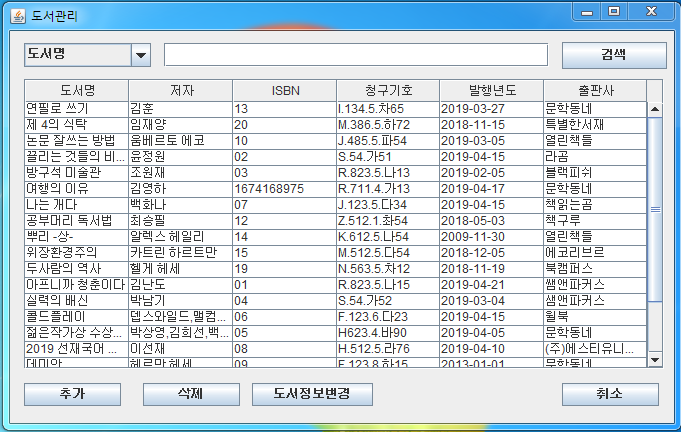 도서관리
도서명 검색
도서명 저자 ISBN 청구기호 발행년도 출판사
연필로 쓰기 김훈 13 I.134.5.차65 2019-03-27 문학동네
제 4의 식탁 임재양 20 M.386.5.하72 2018-11-15 특별한서재
논문 잘쓰는 방법 움베르토 에코 10 J.485.5.파54 2019-03-05 열린책들
끌리는 것들의 비... 윤정원 02 S.54.가51 2019-04-15 라곰
방구석 미술관 조원재 03 R.823.5.나13 2019-02-05 블랙피쉬
여행의 이유 김영하 1674168975 R.711.4.가13 2019-04-17 문학동네
나는 개다 백화나 07 J.123.5.다34 2019-04-15 책읽는곰
공부머리 독서법 최승필 12 Z.512.1.화54 2018-05-03 책구루
뿌리 -상- 알렉스 헤일리 14 K.612.5.나54 2009-11-30 열린책들
위장환경주의 카트린 하르트만 15 M.512.5.다54 2018-12-05 에코리브르
두사람의 역사 헬게 헤세 19 N.563.5.차12 2018-11-19 북캠퍼스
아프니까 청춘이다 김난도 01 R.823.5.나15 2019-04-21 쌤앤파커스
실력의 배신 박남기 04 S.54.가52 2019-03-04 샘앤파커스
콜드플레이 뎁스와일드,맬컴... 06 F.123.6.다23 2019-04-15 윌북
젊은작가상 수상... 박상영,김희선,백... 05 H623.4.바90 2019-04-05 문학동네
2019 선재국어 ... 이선재 08 H.512.5.라76 2019-04-10 (주)에스티유니...
데미안 헤르만 헤세 09 F.123.8.하15 2013-01-01 문학동네
추가 삭제 도서정보변경 취소